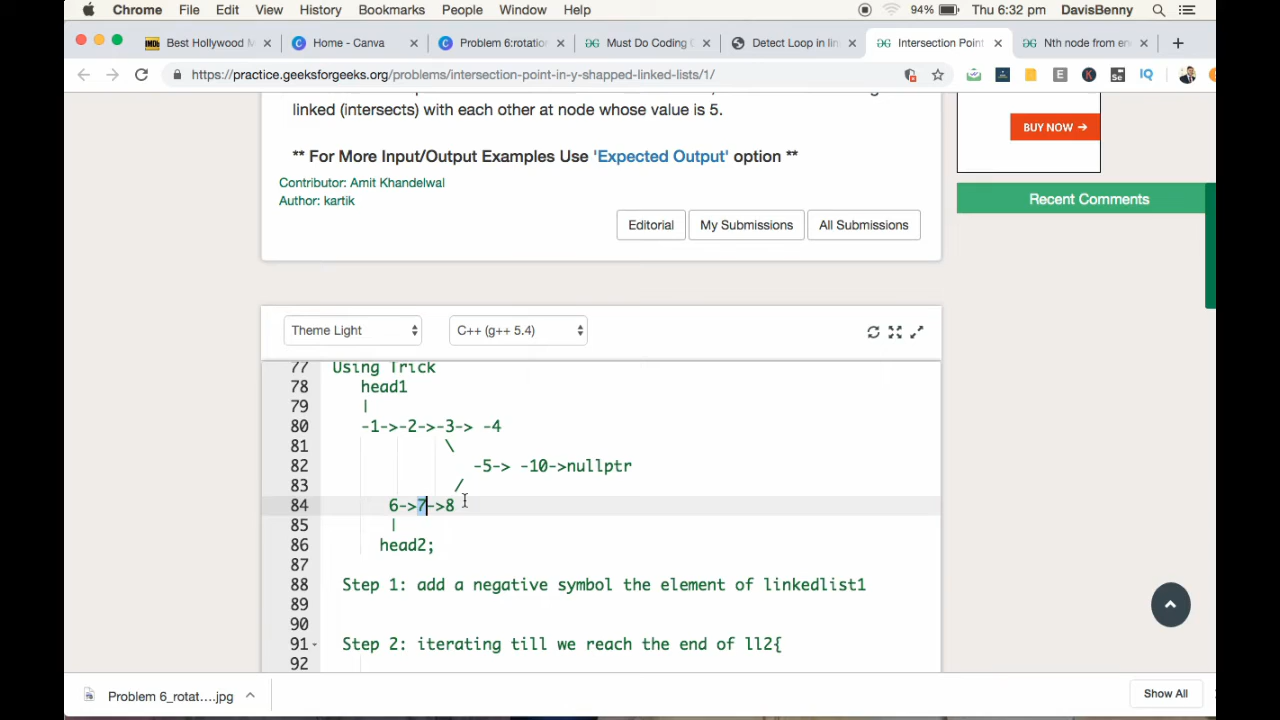 Chrome File Edit View History Bookmarks People Window Help 94% Thu 6:32 pm DavisBenny
Best Hollywood M Home - Canva Problem 6:rotatio Must Do Coding Detect Loop in lin Intersection Point Nth node from en
https://practice.geeksforgeeks.org/problems/intersection-point-in-y-shapped-linked-lists/1/
linked (intersects) with each other at node whose value is 5.
BUY NOW →
** For More Input/Output Examples Use 'Expected Output' option **
Contributor: Amit Khandelwal
Author: kartik
Recent Comments
Editorial My Submissions All Submissions
Theme Light C++ (g++ 5.4)
77 Using Trick
78 head1
79 |
80 -1->-2->-3-> -4
81 \
82 -5-> -10->nullptr
83 /
84 6->7->8
85 |
86 head2;
87
88 Step 1: add a negative symbol the element of linkedlist1
89
90
91 Step 2: iterating till we reach the end of ll2{
92
Problem 6_rotat....jpg Show All